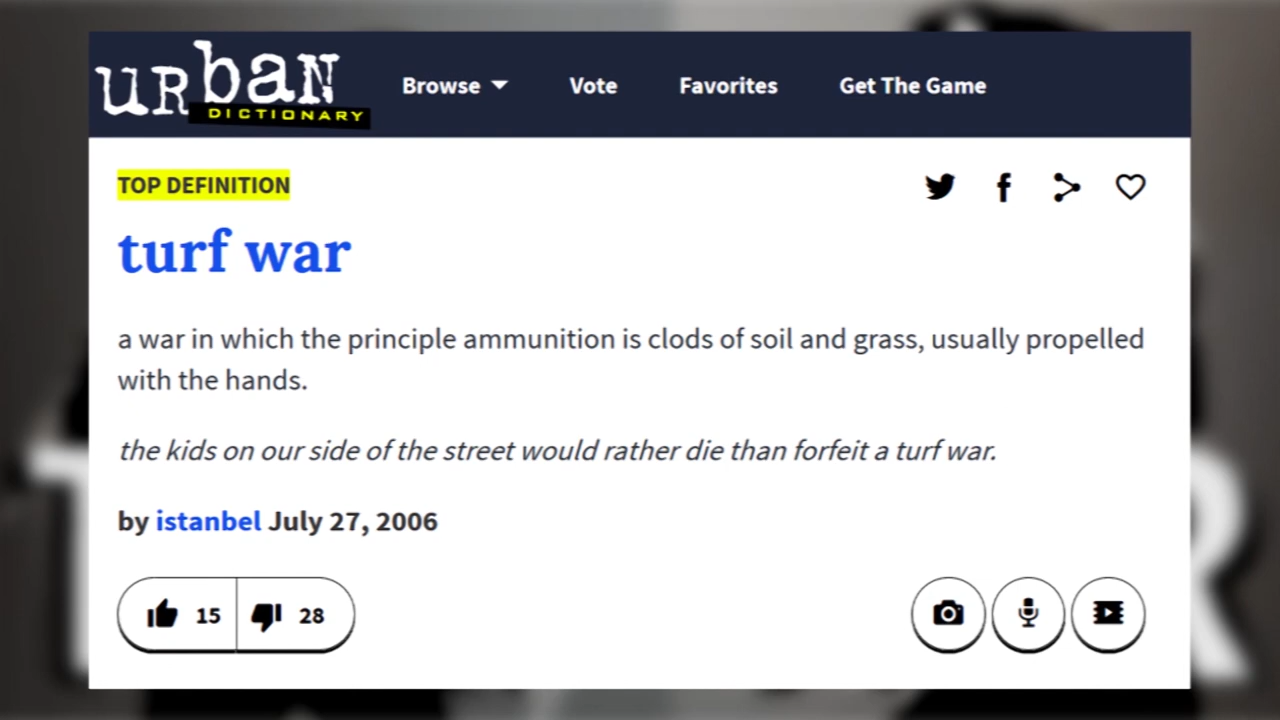 urban
DICTIONARY
Browse Vote Favorites Get The Game
TOP DEFINITION
turf war
a war in which the principle ammunition is clods of soil and grass, usually propelled
with the hands.
the kids on our side of the street would rather die than forfeit a turf war.
by istanbel July 27, 2006
15 28